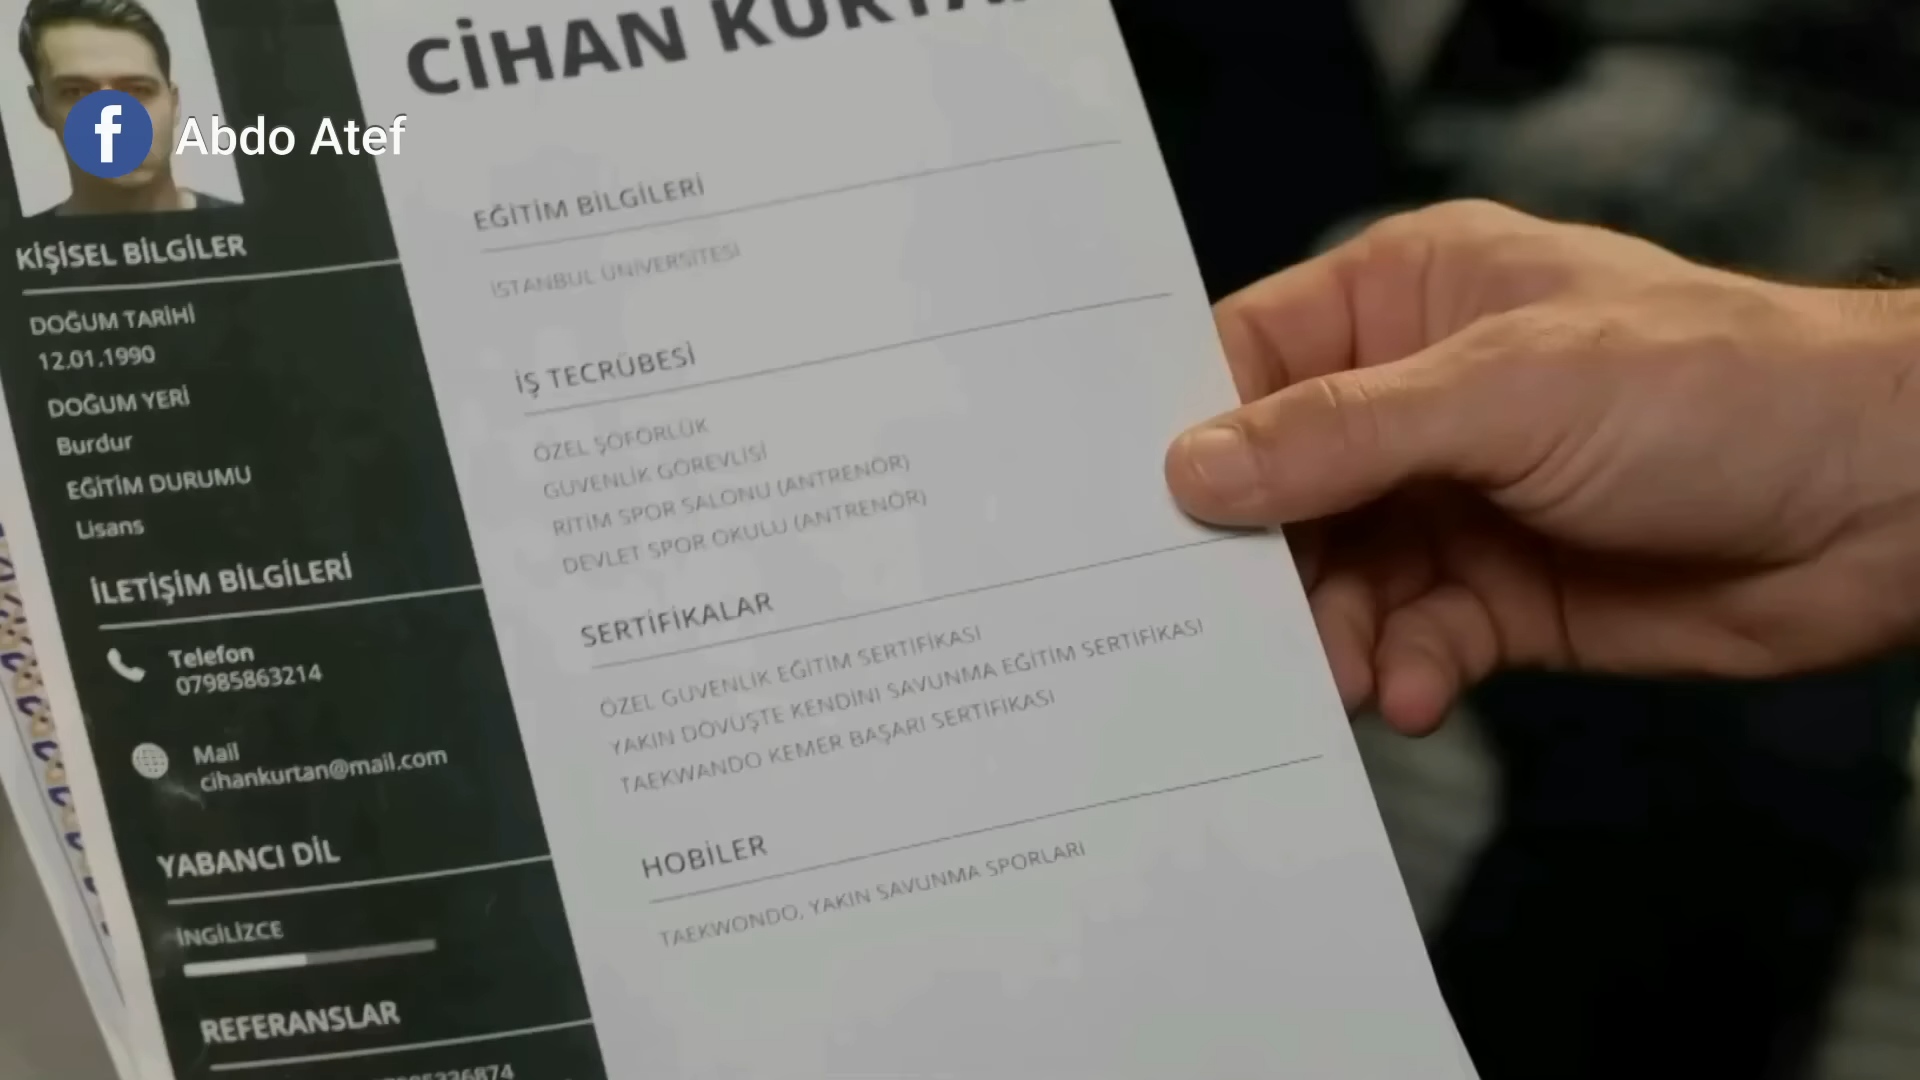 Abdo Atef
CİHAN
KİŞİSEL BİLGİLER
DOĞUM TARİHİ
12.01.1990
DOĞUM YERİ
Burdur
EĞİTİM DURUMU
Lisans
İLETİŞİM BİLGİLERİ
Telefon
07985863214
Mail
cihankurtan@mail.com
YABANCI DİL
İNGİLİZCE
REFERANSLAR
EĞİTİM BİLGİLERİ
İSTANBUL ÜNİVERSİTESİ
İŞ TECRÜBESİ
ÖZEL ŞOFÖRLÜK
GÜVENLİK GÖREVLİSİ
RİTİM SPOR SALONU (ANTRENÖR)
DEVLET SPOR OKULU (ANTRENÖR)
SERTİFİKALAR
ÖZEL GÜVENLİK EĞİTİM SERTİFİKASI
YAKIN DÖVÜŞTE KENDİNİ SAVUNMA EĞİTİM SERTİFİKASI
TAEKWANDO KEMER BAŞARI SERTİFİKASI
HOBİLER
TAEKWONDO, YAKIN SAVUNMA SPORLARI